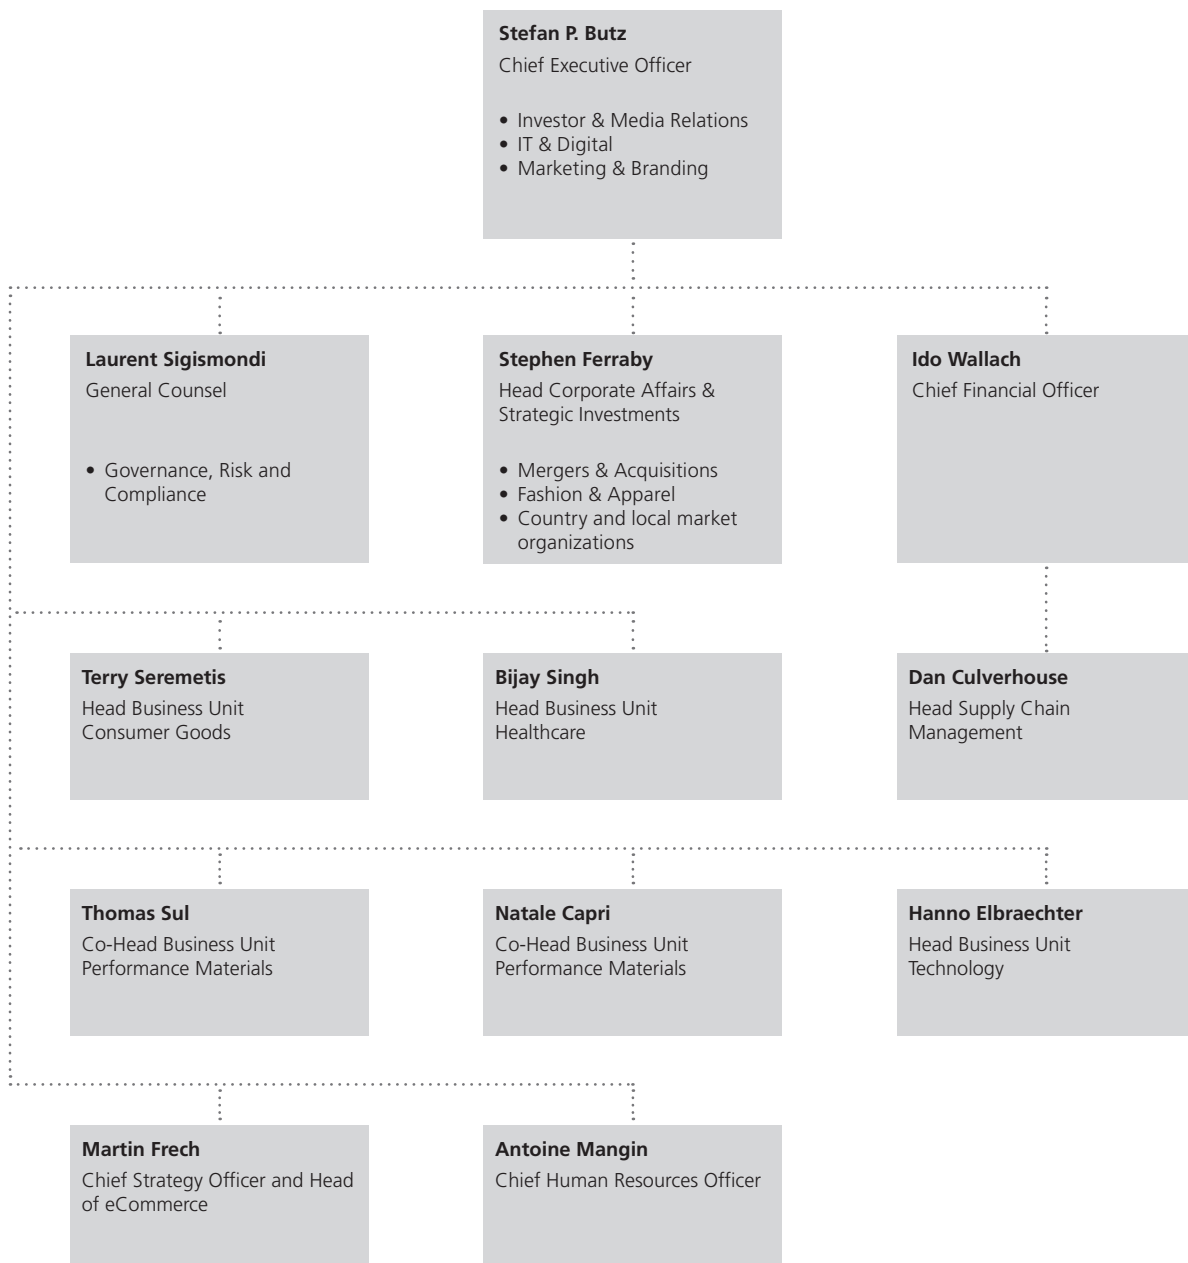 Stefan P. Butz
Chief Executive Officer
• Investor & Media Relations
• IT & Digital
• Marketing & Branding
Laurent Sigismondi
General Counsel
• Governance, Risk and
Compliance
Stephen Ferraby
Head Corporate Affairs &
Strategic Investments
• Mergers & Acquisitions
• Fashion & Apparel
• Country and local market
organizations
Ido Wallach
Chief Financial Officer
Terry Seremetis
Head Business Unit
Consumer Goods
Bijay Singh
Head Business Unit
Healthcare
Dan Culverhouse
Head Supply Chain
Management
Thomas Sul
Co-Head Business Unit
Performance Materials
Natale Capri
Co-Head Business Unit
Performance Materials
Hanno Elbraechter
Head Business Unit
Technology
Martin Frech
Chief Strategy Officer and Head
of eCommerce
Antoine Mangin
Chief Human Resources Officer